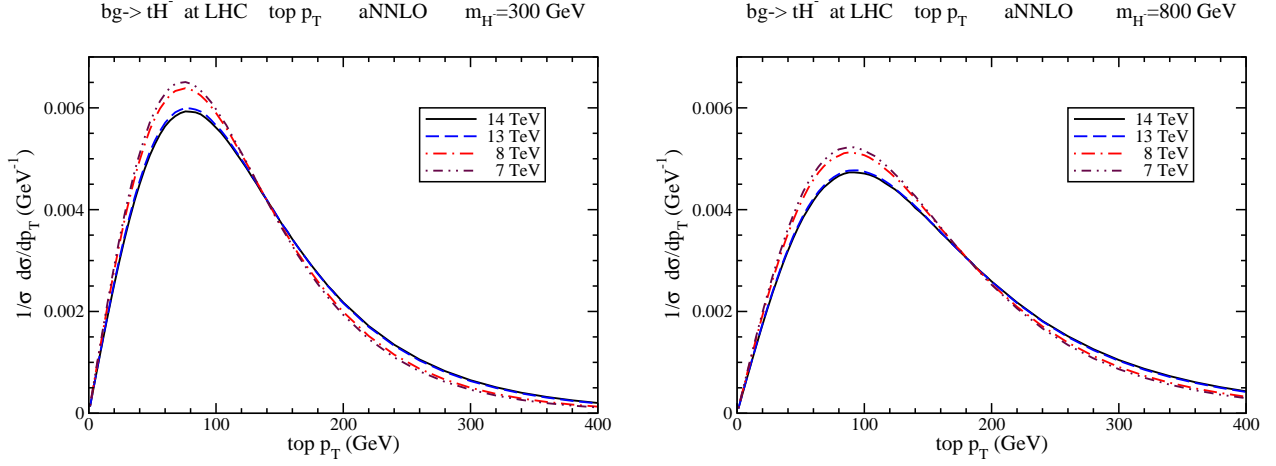 bg-> tH⁻ at LHC top p_T aNNLO m_H⁻=300 GeV
1/σ dσ/dp_T (GeV⁻¹)
0.006
0.004
0.002
0
14 TeV
13 TeV
8 TeV
7 TeV
0 100 200 300 400
top p_T (GeV)
bg-> tH⁻ at LHC top p_T aNNLO m_H⁻=800 GeV
1/σ dσ/dp_T (GeV⁻¹)
0.006
0.004
0.002
0
14 TeV
13 TeV
8 TeV
7 TeV
0 100 200 300 400
top p_T (GeV)